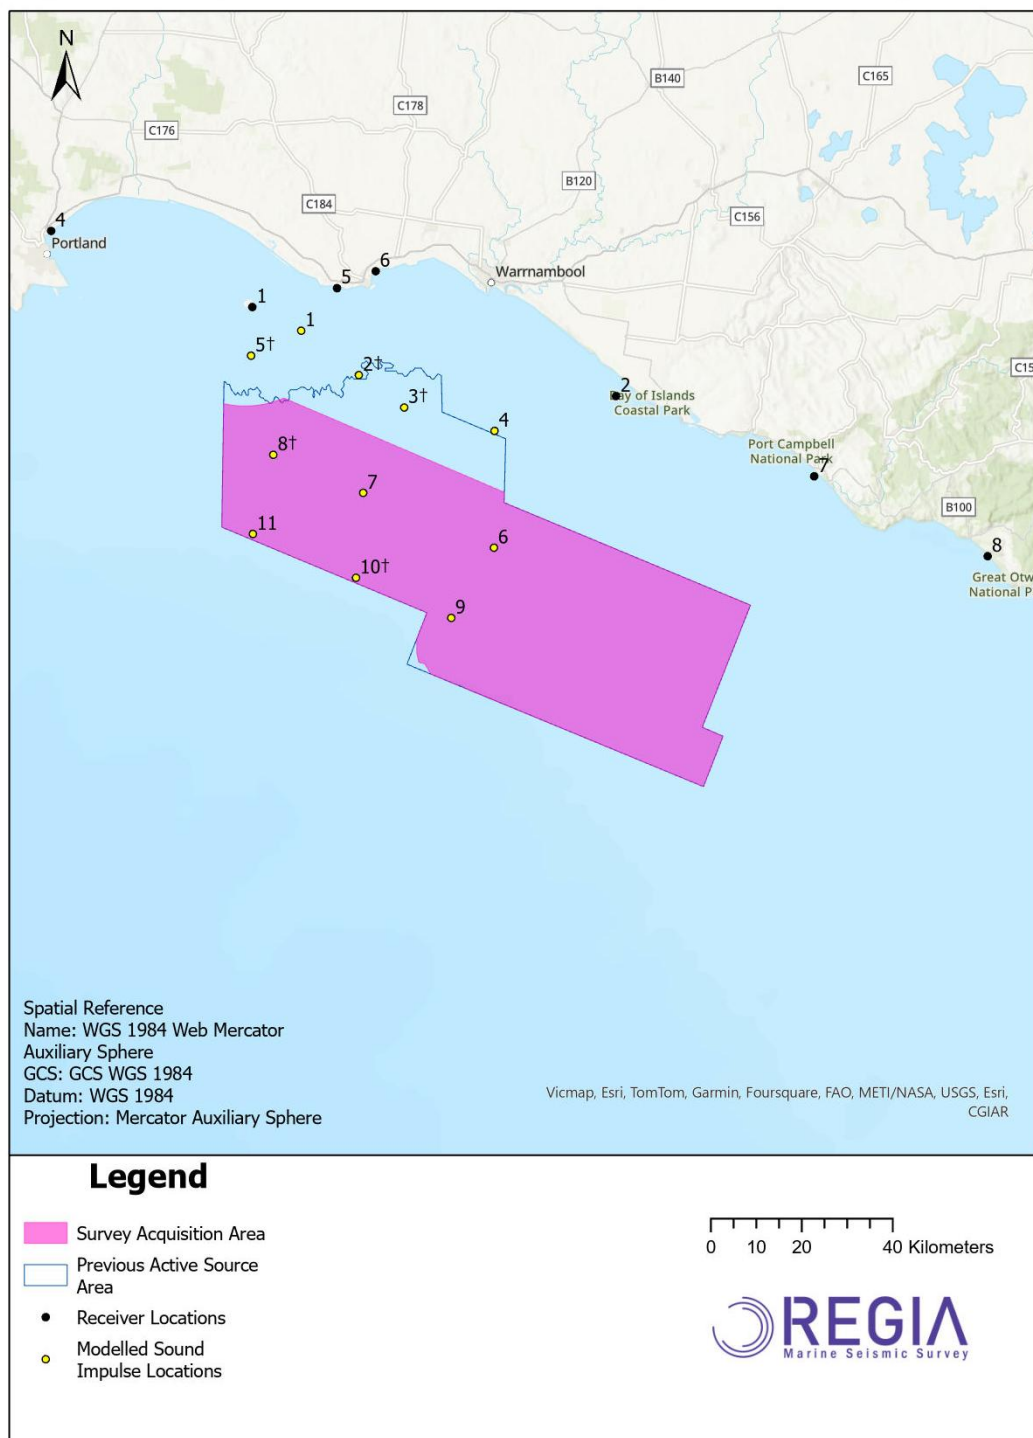 N
B140
C165
C178
C176
B120
C184
C156
4
Portland
6
5
Warrnambool
1
1
5†
2†
3†
2
Bay of Islands
Coastal Park
4
Port Campbell
National Park
7
8†
7
B100
11
6
8
10†
Great Otw
National P
9
Spatial Reference
Name: WGS 1984 Web Mercator
Auxiliary Sphere
GCS: GCS WGS 1984
Datum: WGS 1984
Projection: Mercator Auxiliary Sphere
Vicmap, Esri, TomTom, Garmin, Foursquare, FAO, METI/NASA, USGS, Esri,
CGIAR
Legend
Survey Acquisition Area
Previous Active Source
Area
Receiver Locations
Modelled Sound
Impulse Locations
0 10 20 40 Kilometers
REGIA
Marine Seismic Survey